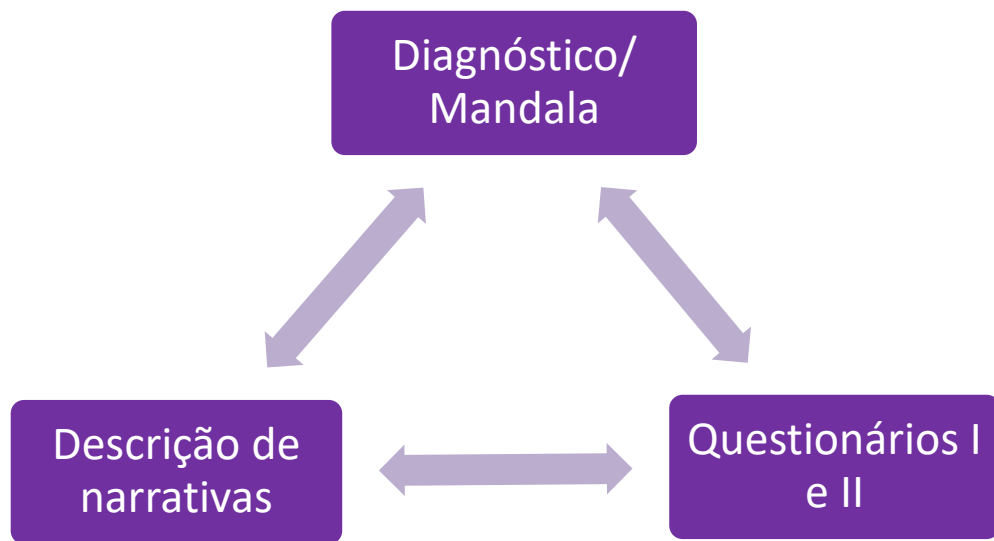 Diagnóstico/
Mandala
Descrição de
narrativas
Questionários I
e II